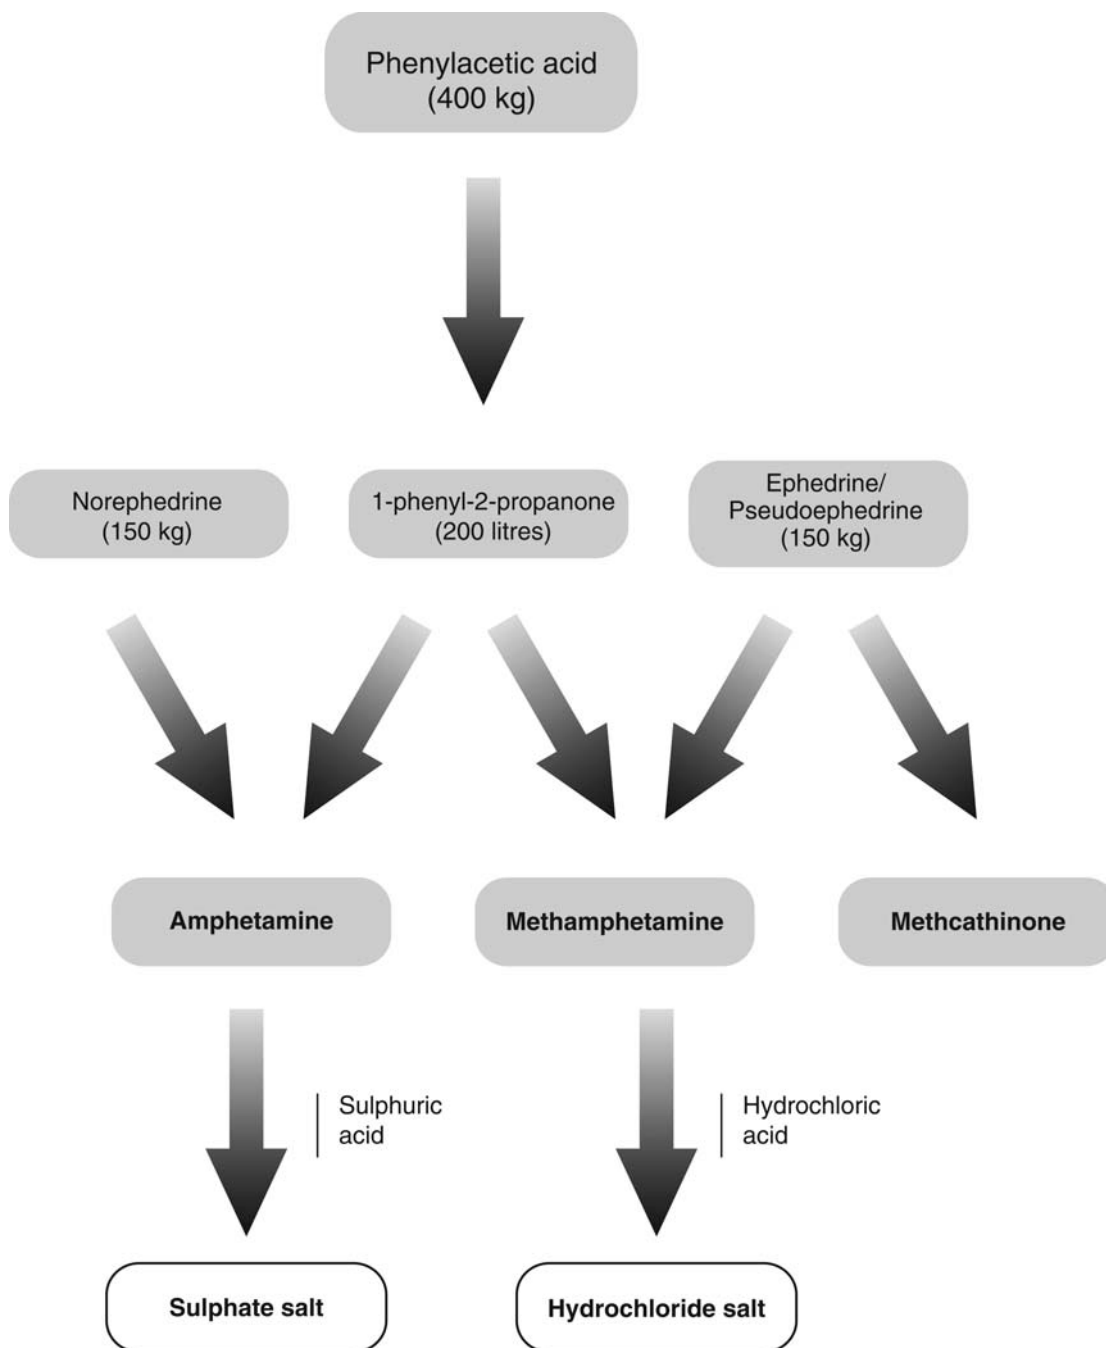 Phenylacetic acid
(400 kg)
Norephedrine
(150 kg)
1-phenyl-2-propanone
(200 litres)
Ephedrine/
Pseudoephedrine
(150 kg)
Amphetamine
Methamphetamine
Methcathinone
Sulphuric
acid
Hydrochloric
acid
Sulphate salt
Hydrochloride salt